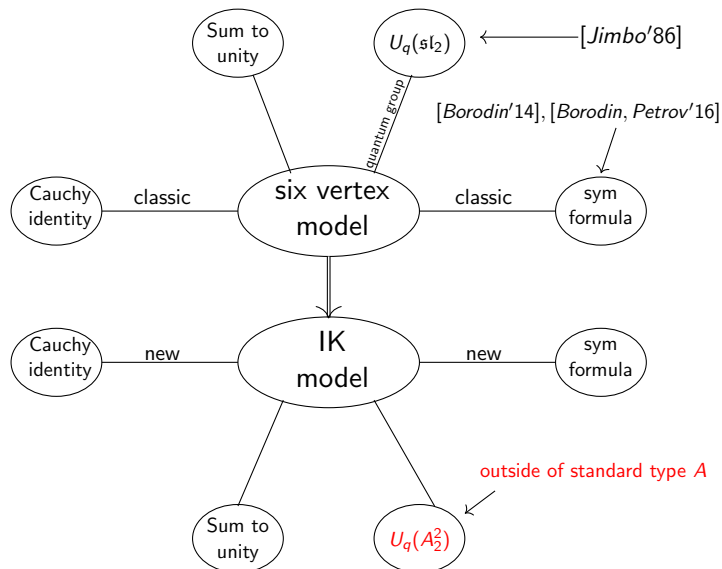 Sum to
unity
U_q(𝔰𝔩_2)
[Jimbo'86]
quantum group
[Borodin'14], [Borodin, Petrov'16]
Cauchy
identity
classic
six vertex
model
classic
sym
formula
Cauchy
identity
new
IK
model
new
sym
formula
outside of standard type A
Sum to
unity
U_q(A_2^2)